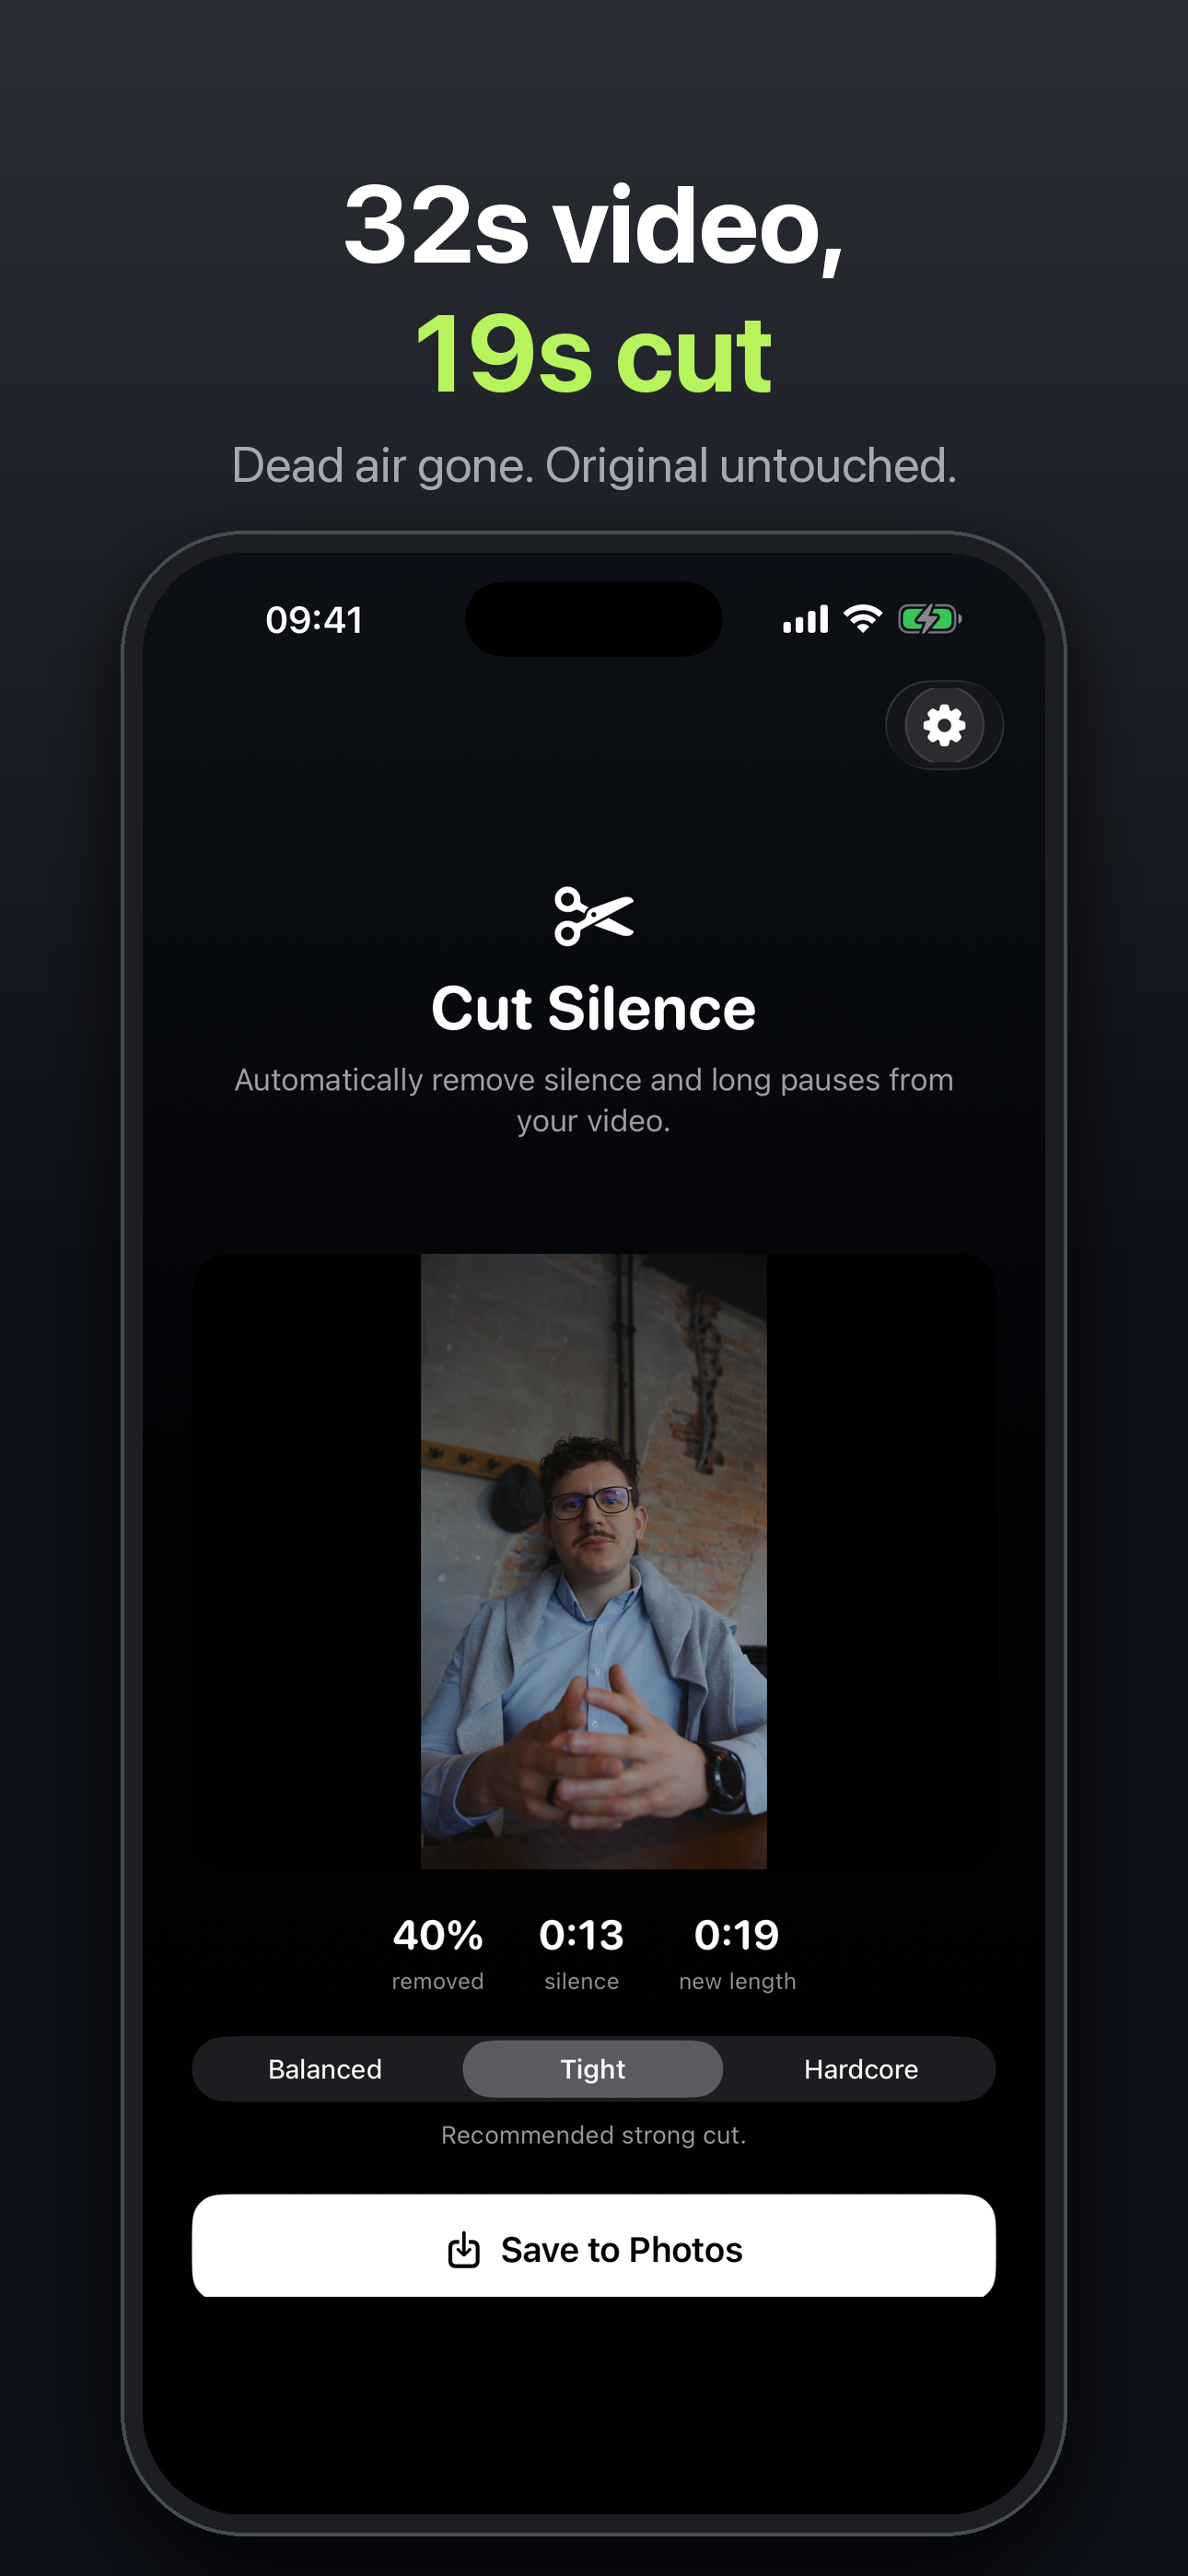 32s video,
19s cut
Dead air gone. Original untouched.
09:41
Cut Silence
Automatically remove silence and long pauses from
your video.
40% 0:13 0:19
removed silence new length
Balanced Tight Hardcore
Recommended strong cut.
Save to Photos